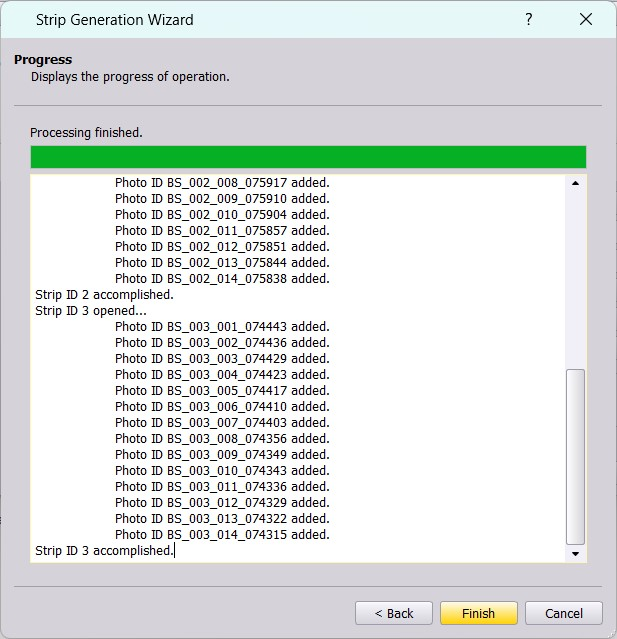 Strip Generation Wizard
?
Progress
Displays the progress of operation.
Processing finished.
Photo ID BS_002_008_075917 added.
Photo ID BS_002_009_075910 added.
Photo ID BS_002_010_075904 added.
Photo ID BS_002_011_075857 added.
Photo ID BS_002_012_075851 added.
Photo ID BS_002_013_075844 added.
Photo ID BS_002_014_075838 added.
Strip ID 2 accomplished.
Strip ID 3 opened...
Photo ID BS_003_001_074443 added.
Photo ID BS_003_002_074436 added.
Photo ID BS_003_003_074429 added.
Photo ID BS_003_004_074423 added.
Photo ID BS_003_005_074417 added.
Photo ID BS_003_006_074410 added.
Photo ID BS_003_007_074403 added.
Photo ID BS_003_008_074356 added.
Photo ID BS_003_009_074349 added.
Photo ID BS_003_010_074343 added.
Photo ID BS_003_011_074336 added.
Photo ID BS_003_012_074329 added.
Photo ID BS_003_013_074322 added.
Photo ID BS_003_014_074315 added.
Strip ID 3 accomplished.
< Back Finish Cancel